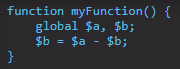 function myFunction() {
    global $a, $b;
    $b = $a - $b;
}